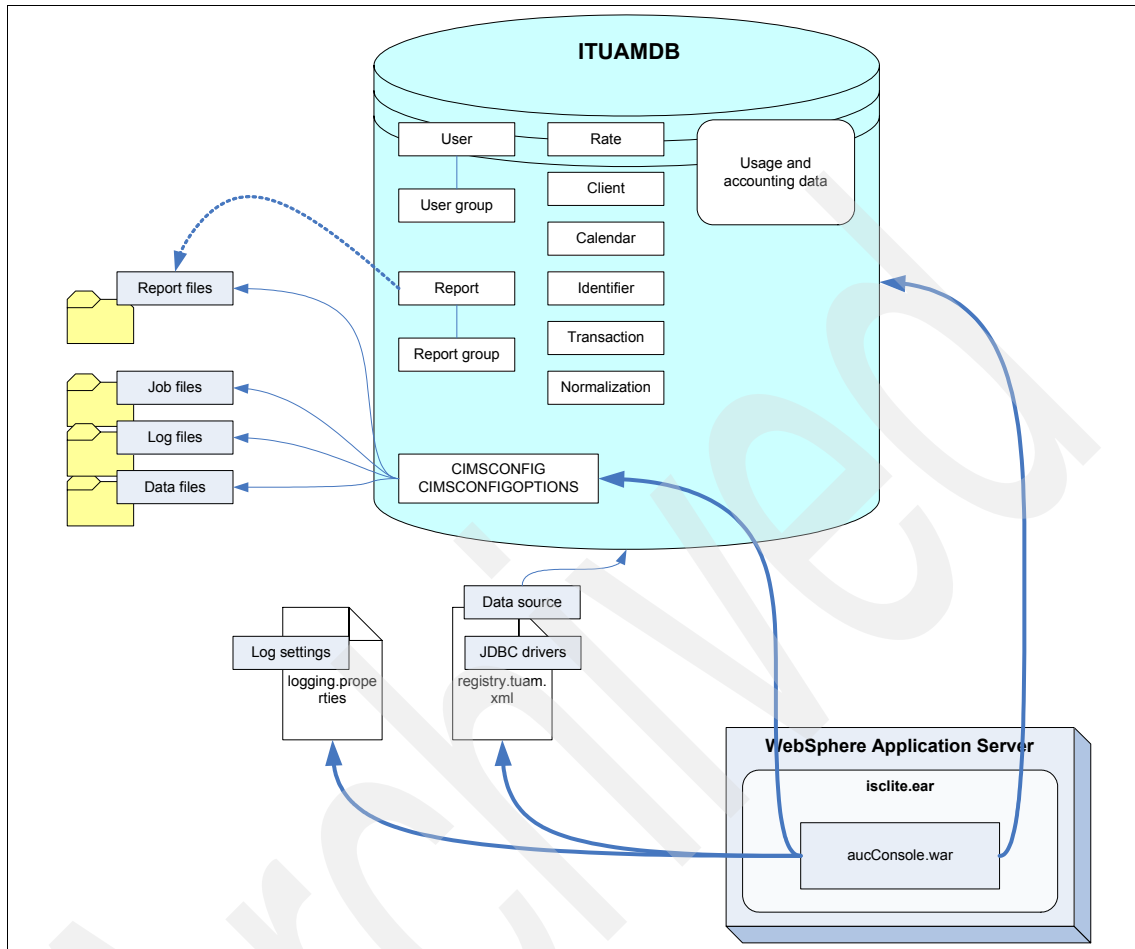 ITUAMDB
User
Rate
Usage and
accounting data
Client
User group
Calendar
Report files
Report
Identifier
Transaction
Report group
Job files
Normalization
Log files
CIMSCONFIG
CIMSCONFIGOPTIONS
Data files
Data source
Log settings
JDBC drivers
logging.prope
rties
registry.tuam.
xml
WebSphere Application Server
isclite.ear
aucConsole.war
Archived